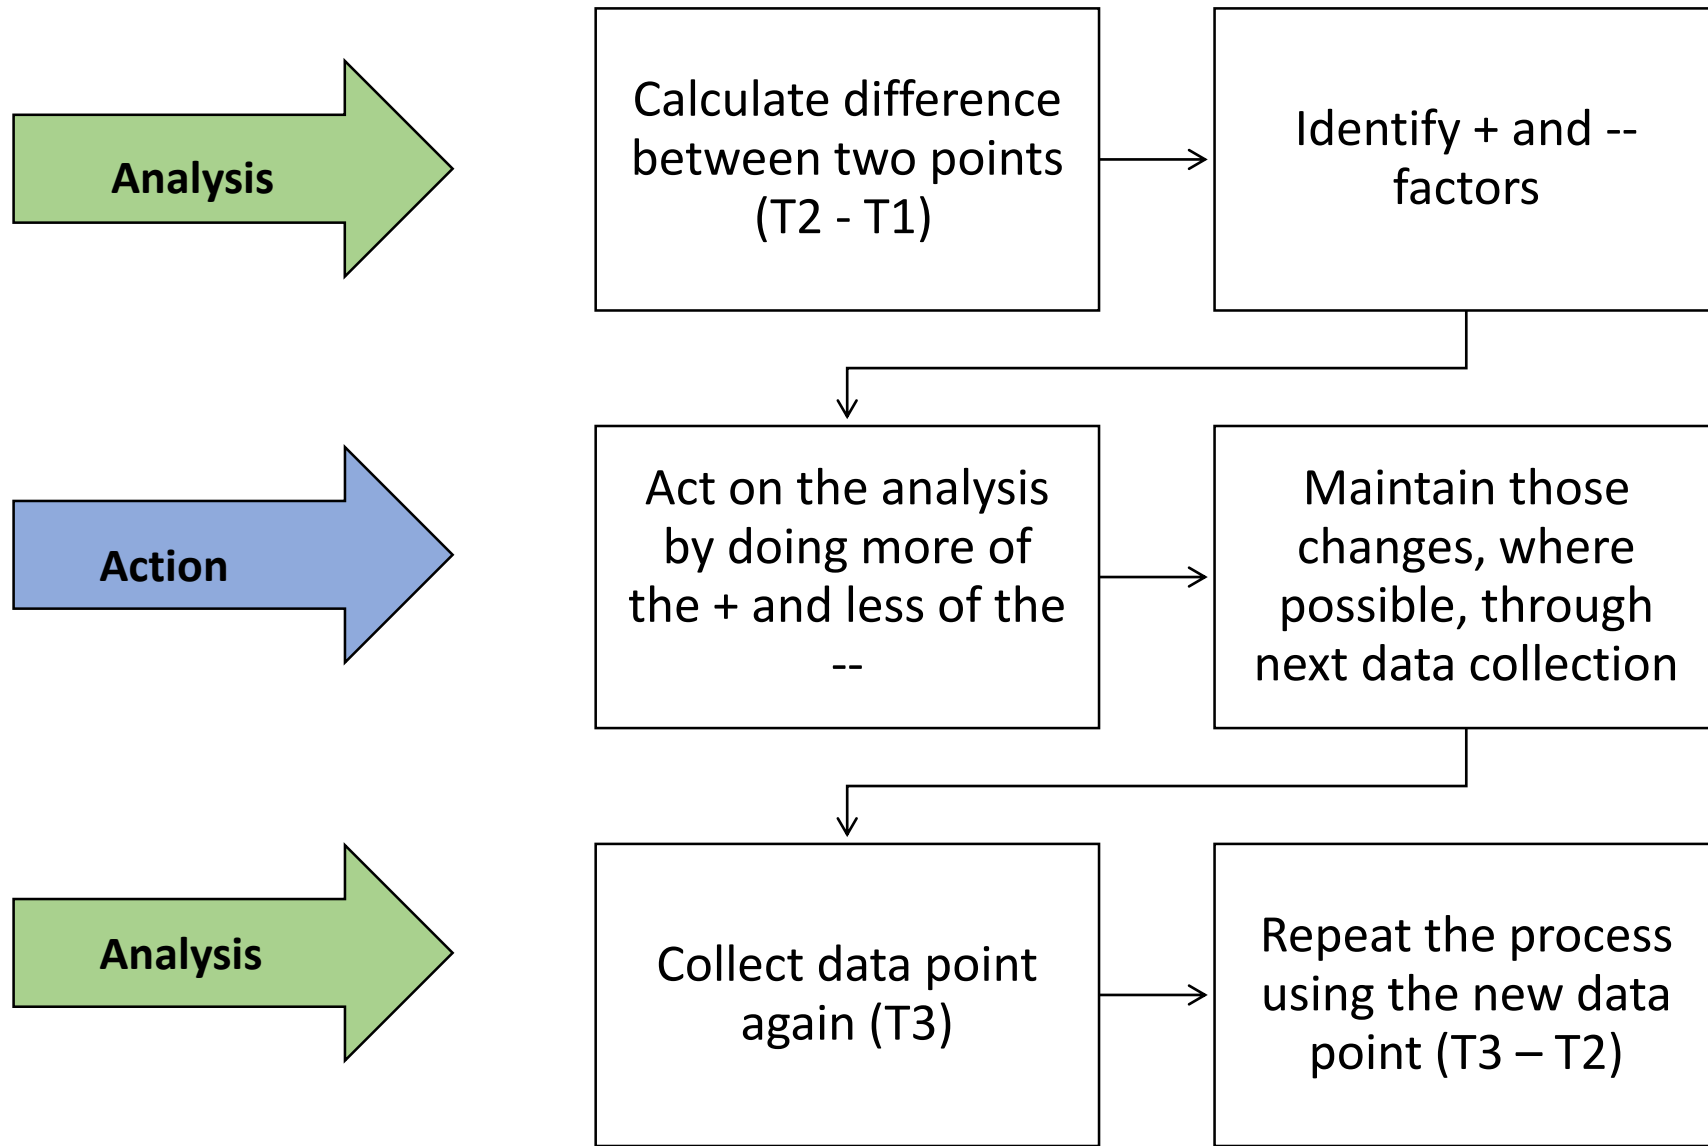 Analysis
Calculate difference
between two points
(T2 - T1)
Identify + and --
factors
Action
Act on the analysis
by doing more of
the + and less of the
--
Maintain those
changes, where
possible, through
next data collection
Analysis
Collect data point
again (T3)
Repeat the process
using the new data
point (T3 – T2)